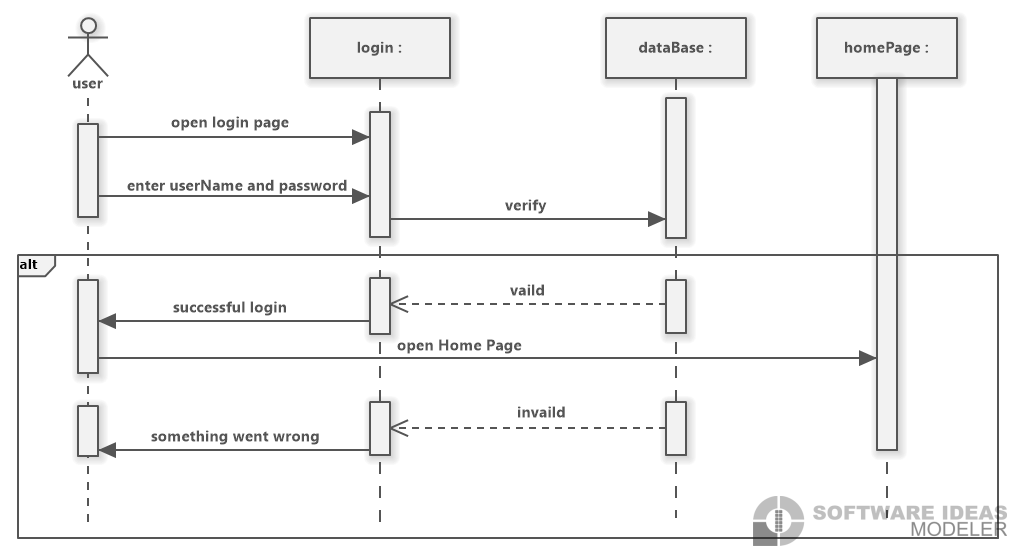 login :
dataBase :
homePage :
user
open login page
enter userName and password
verify
alt
vaild
successful login
open Home Page
invaild
something went wrong
SOFTWARE IDEAS
MODELER